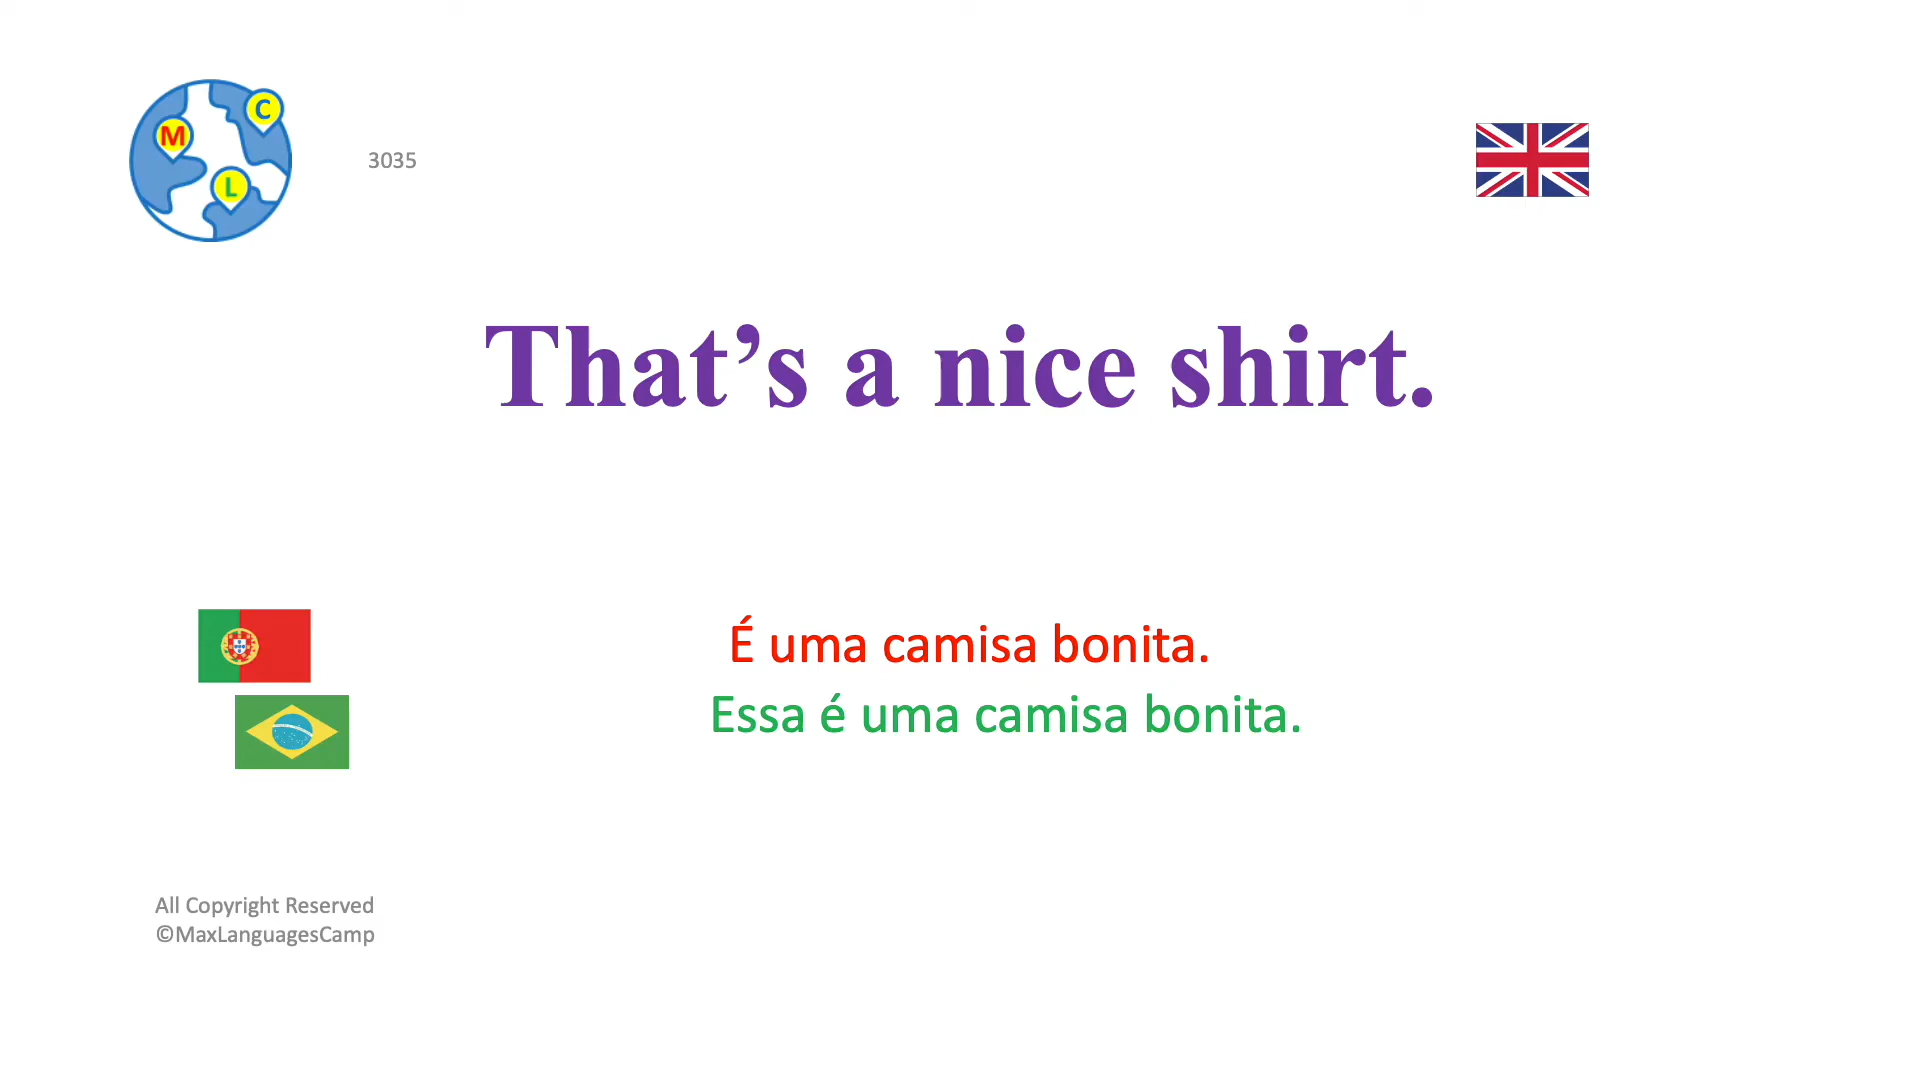 M
C
L
3035
That’s a nice shirt.
É uma camisa bonita.
Essa é uma camisa bonita.
All Copyright Reserved
©MaxLanguagesCamp